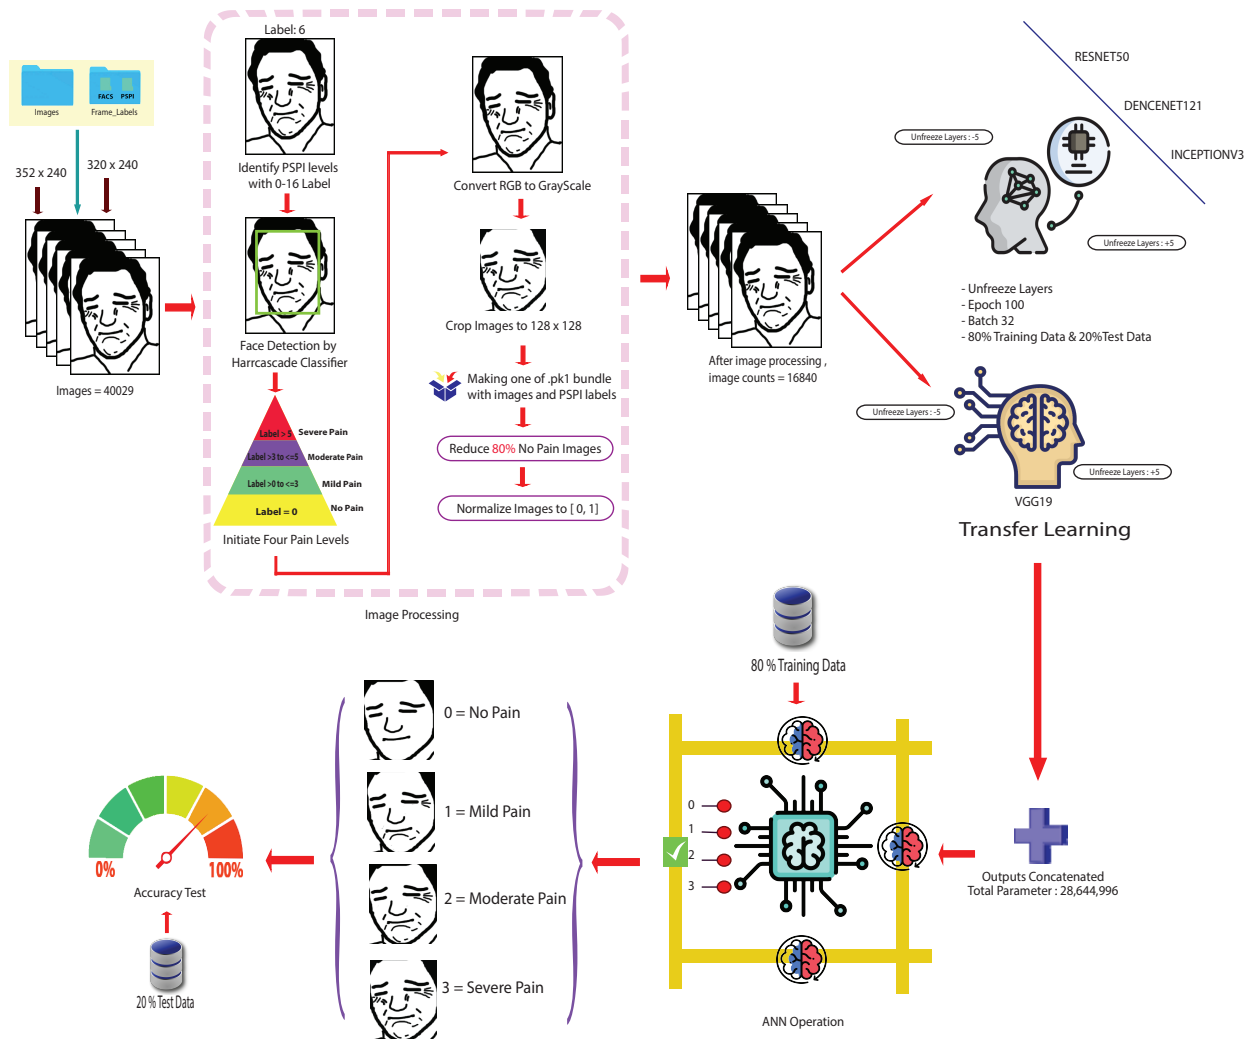 FACS PSPI
Images
Frame_Labels
352 x 240
320 x 240
Images = 40029
Label: 6
Identify PSPI levels
with 0-16 Label
Face Detection by
Harrcascade Classifier
Label > 5
Severe Pain
Label >3 to <=5
Moderate Pain
Label >0 to <=3
Mild Pain
Label = 0
No Pain
Initiate Four Pain Levels
Convert RGB to GrayScale
Crop Images to 128 x 128
Making one of .pk1 bundle
with images and PSPI labels
Reduce 80% No Pain Images
Normalize Images to [ 0, 1]
Image Processing
After image processing ,
image counts = 16840
RESNET50
DENCENET121
INCEPTIONV3
Unfreeze Layers : -5
Unfreeze Layers : +5
- Unfreeze Layers
- Epoch 100
- Batch 32
- 80% Training Data & 20%Test Data
Unfreeze Layers : -5
Unfreeze Layers : +5
VGG19
Transfer Learning
Outputs Concatenated
Total Parameter : 28,644,996
80 % Training Data
0
1
2
3
ANN Operation
0 = No Pain
1 = Mild Pain
2 = Moderate Pain
3 = Severe Pain
0%
100%
Accuracy Test
20 % Test Data